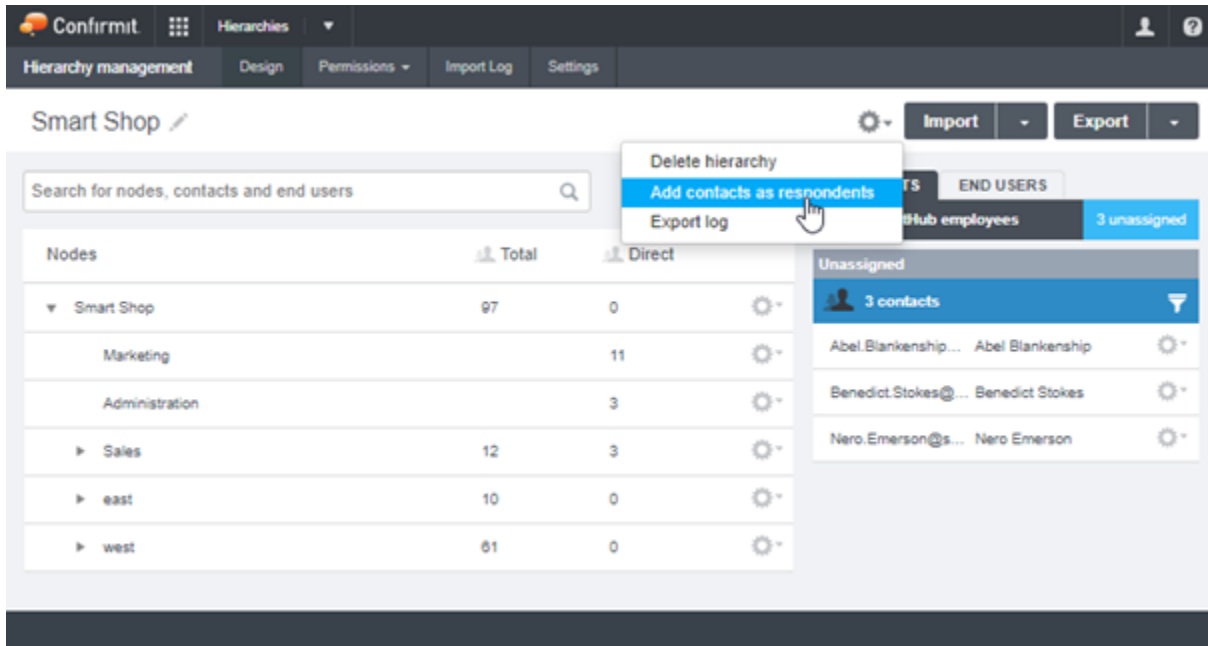 Confirmit. Hierarchies
Hierarchy management Design Permissions Import Log Settings
Smart Shop Import Export
Delete hierarchy
Add contacts as respondents
Export log
Search for nodes, contacts and end users
TS END USERS
tHub employees 3 unassigned
Nodes Total Direct
Smart Shop 97 0
Marketing 11
Administration 3
Sales 12 3
east 10 0
west 61 0
Unassigned
3 contacts
Abel.Blankenship... Abel Blankenship
Benedict.Stokes@... Benedict Stokes
Nero.Emerson@s... Nero Emerson